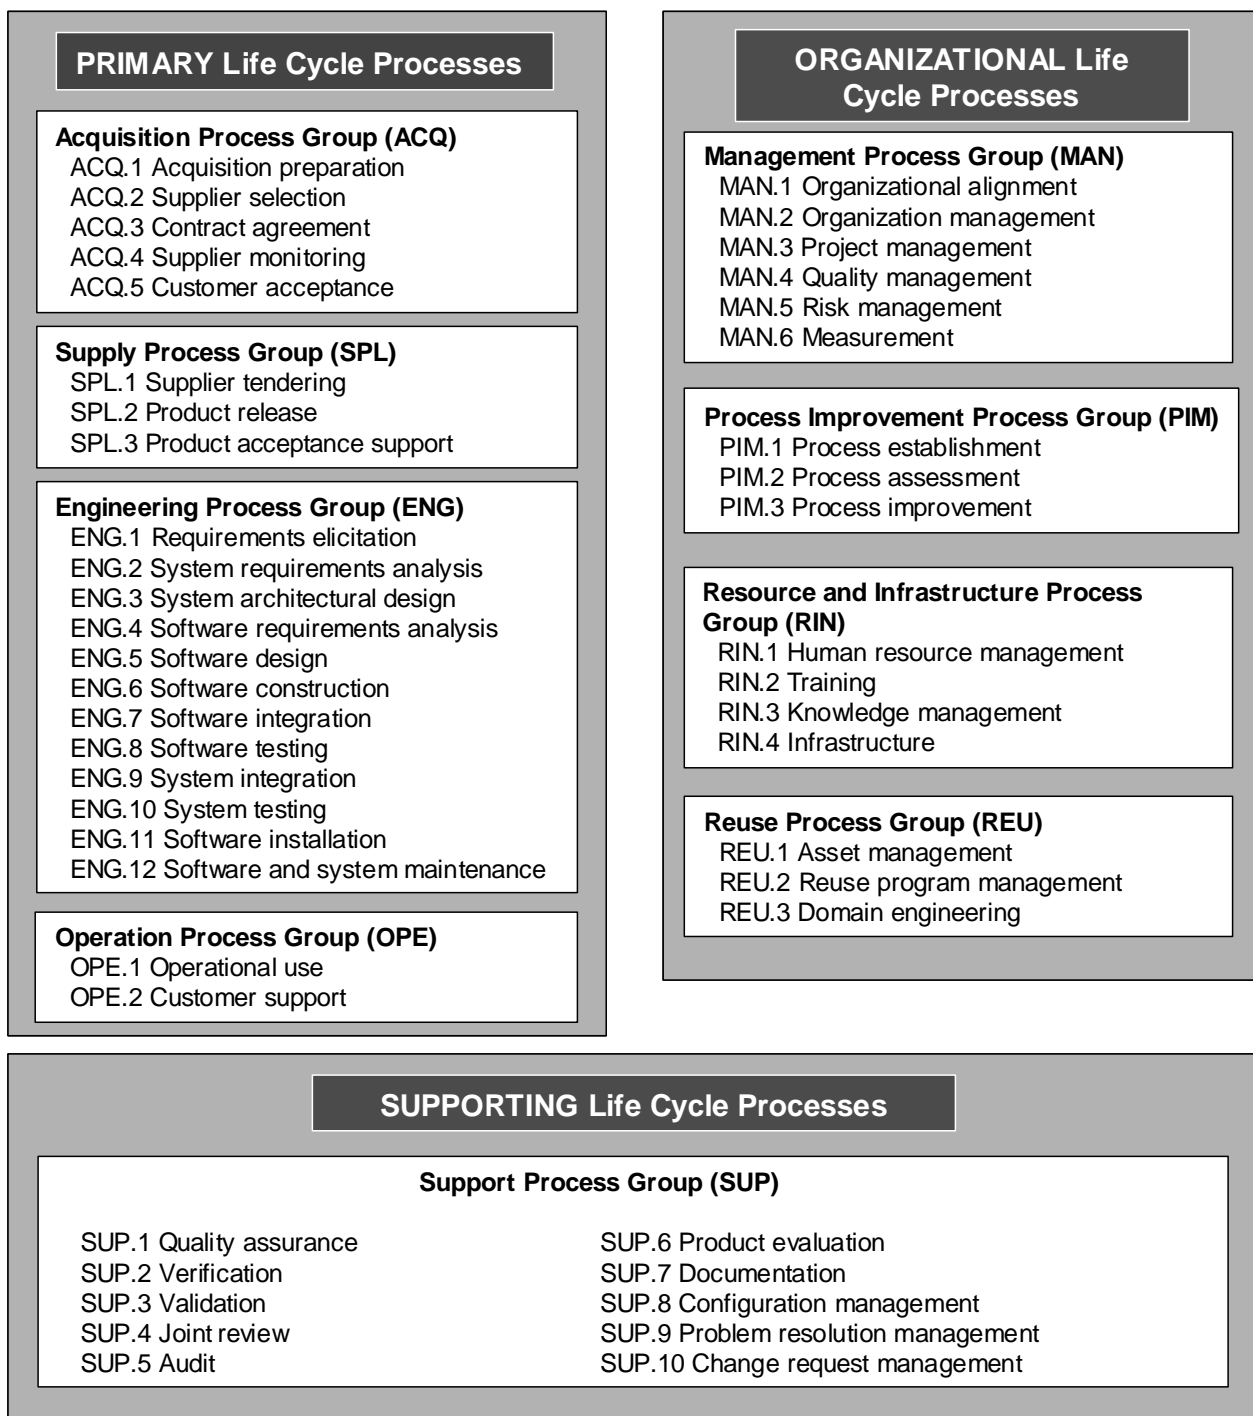 PRIMARY Life Cycle Processes
Acquisition Process Group (ACQ)
ACQ.1 Acquisition preparation
ACQ.2 Supplier selection
ACQ.3 Contract agreement
ACQ.4 Supplier monitoring
ACQ.5 Customer acceptance
Supply Process Group (SPL)
SPL.1 Supplier tendering
SPL.2 Product release
SPL.3 Product acceptance support
Engineering Process Group (ENG)
ENG.1 Requirements elicitation
ENG.2 System requirements analysis
ENG.3 System architectural design
ENG.4 Software requirements analysis
ENG.5 Software design
ENG.6 Software construction
ENG.7 Software integration
ENG.8 Software testing
ENG.9 System integration
ENG.10 System testing
ENG.11 Software installation
ENG.12 Software and system maintenance
Operation Process Group (OPE)
OPE.1 Operational use
OPE.2 Customer support
ORGANIZATIONAL Life
Cycle Processes
Management Process Group (MAN)
MAN.1 Organizational alignment
MAN.2 Organization management
MAN.3 Project management
MAN.4 Quality management
MAN.5 Risk management
MAN.6 Measurement
Process Improvement Process Group (PIM)
PIM.1 Process establishment
PIM.2 Process assessment
PIM.3 Process improvement
Resource and Infrastructure Process
Group (RIN)
RIN.1 Human resource management
RIN.2 Training
RIN.3 Knowledge management
RIN.4 Infrastructure
Reuse Process Group (REU)
REU.1 Asset management
REU.2 Reuse program management
REU.3 Domain engineering
SUPPORTING Life Cycle Processes
Support Process Group (SUP)
SUP.1 Quality assurance
SUP.2 Verification
SUP.3 Validation
SUP.4 Joint review
SUP.5 Audit
SUP.6 Product evaluation
SUP.7 Documentation
SUP.8 Configuration management
SUP.9 Problem resolution management
SUP.10 Change request management